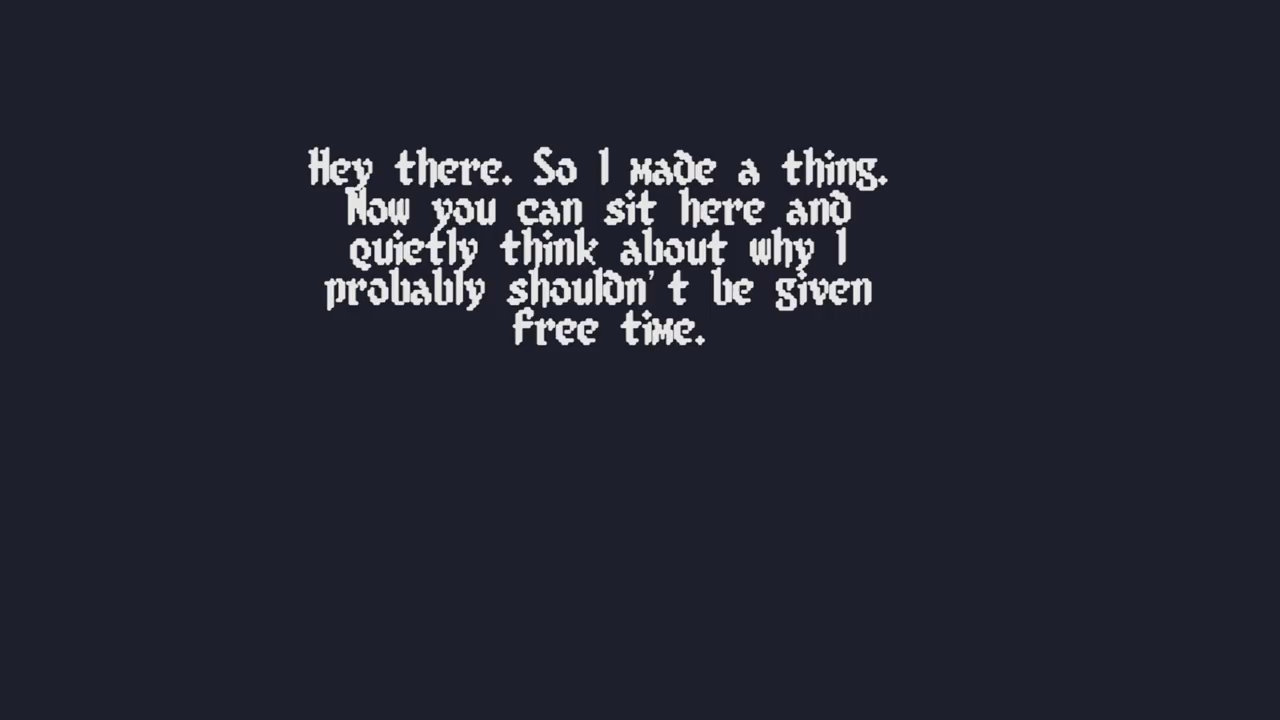 Hey there. So I made a thing.
Now you can sit here and
quietly think about why I
probably shouldn't be given
free time.